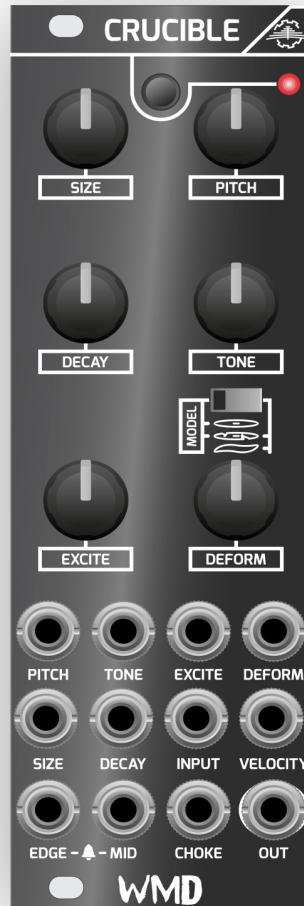 CRUCIBLE
SIZE PITCH
DECAY TONE
MODEL
EXCITE DEFORM
PITCH TONE EXCITE DEFORM
SIZE DECAY INPUT VELOCITY
EDGE - - MID CHOKE OUT
WMD